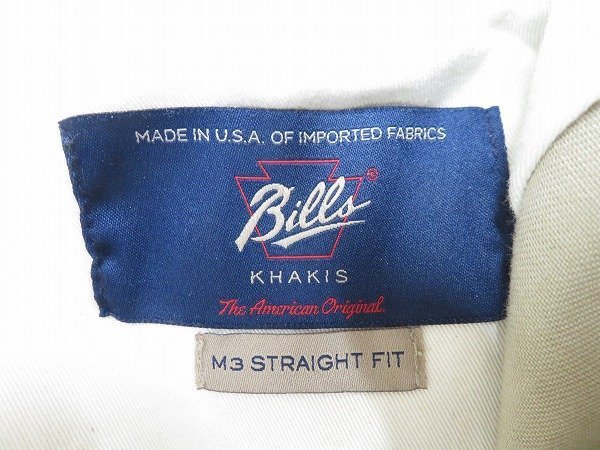 MADE IN U.S.A. OF IMPORTED FABRICS
Bills®
KHAKIS
The American Original.
M3 STRAIGHT FIT